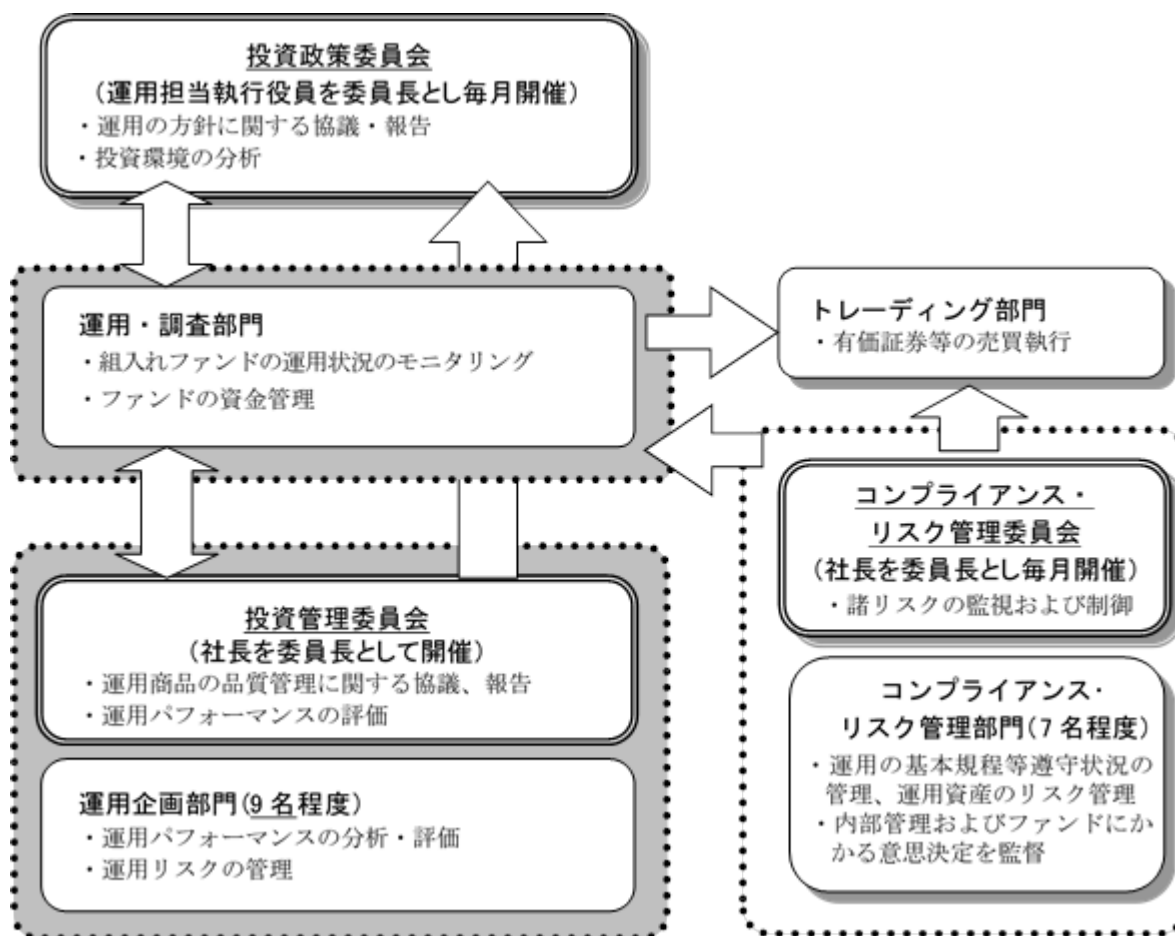 投資政策委員会
(運用担当執行役員を委員長とし毎月開催)
・運用の方針に関する協議・報告
・投資環境の分析
運用・調査部門
・組入れファンドの運用状況のモニタリング
・ファンドの資金管理
トレーディング部門
・有価証券等の売買執行
投資管理委員会
(社長を委員長として開催)
・運用商品の品質管理に関する協議、報告
・運用パフォーマンスの評価
運用企画部門(9名程度)
・運用パフォーマンスの分析・評価
・運用リスクの管理
コンプライアンス・
リスク管理委員会
(社長を委員長とし毎月開催)
・諸リスクの監視および制御
コンプライアンス・
リスク管理部門(7名程度)
・運用の基本規程等遵守状況の
管理、運用資産のリスク管理
・内部管理およびファンドにか
かる意思決定を監督